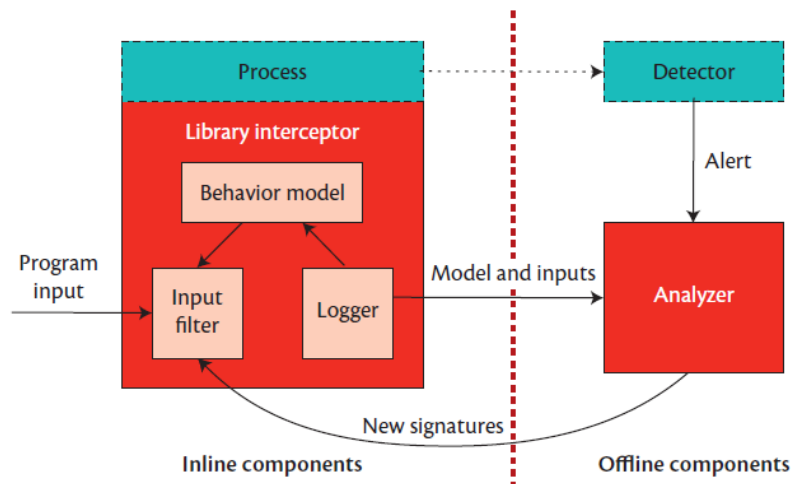 Process
Detector
Library interceptor
Alert
Behavior model
Program
input
Input
filter
Logger
Model and inputs
Analyzer
New signatures
Inline components
Offline components